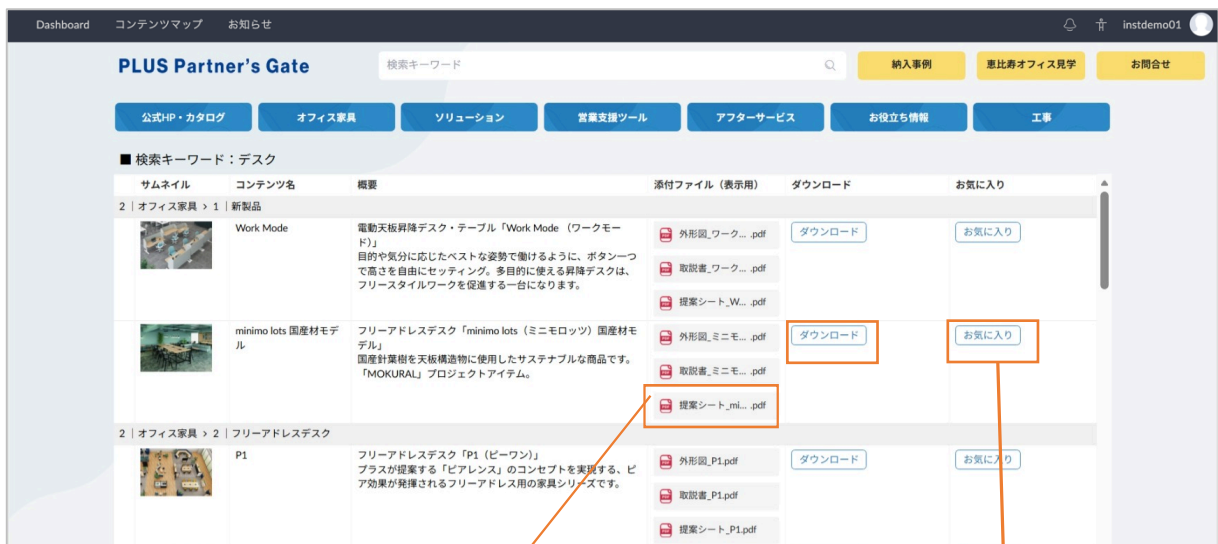 Dashboard コンテンツマップ お知らせ instdemo01
PLUS Partner's Gate 検索キーワード 納入事例 恵比寿オフィス見学 お問合せ
公式HP・カタログ オフィス家具 ソリューション 営業支援ツール アフターサービス お役立ち情報 工事
■ 検索キーワード：デスク
サムネイル コンテンツ名 概要 添付ファイル（表示用） ダウンロード お気に入り
2 | オフィス家具 > 1 | 新製品
Work Mode
電動天板昇降デスク・テーブル「Work Mode （ワークモー
ド)」
目的や気分に応じたベストな姿勢で働けるように、ボタン一つ
で高さを自由にセッティング。多目的に使える昇降デスクは、
フリースタイルワークを促進する一台になります。
外形図_ワーク... .pdf
取説書_ワーク... .pdf
提案シート_W... .pdf
ダウンロード
お気に入り
minimo lots 国産材モデ
ル
フリーアドレスデスク「minimo lots（ミニモロッツ）国産材モ
デル」
国産針葉樹を天板構造物に使用したサステナブルな商品です。
「MOKURAL」プロジェクトアイテム。
外形図_ミニモ... .pdf
取説書_ミニモ... .pdf
提案シート_mi... .pdf
ダウンロード
お気に入り
2 | オフィス家具 > 2 | フリーアドレスデスク
P1
フリーアドレスデスク「P1（ピーワン）」
プラスが提案する「ピアレンス」のコンセプトを実現する、ピ
ア効果が発揮されるフリーアドレス用の家具シリーズです。
外形図_P1.pdf
取説書_P1.pdf
提案シート_P1.pdf
ダウンロード
お気に入り